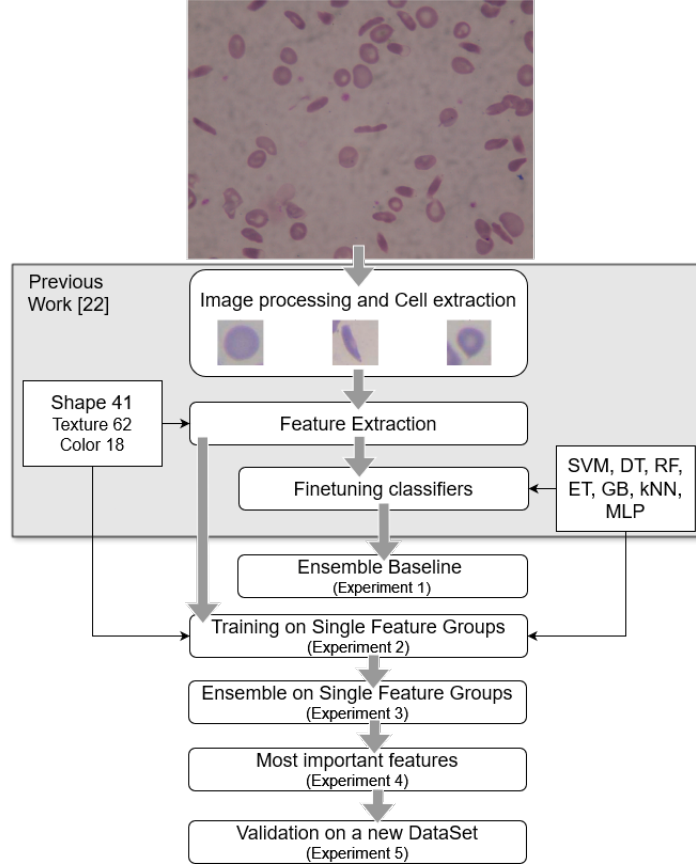 Previous
Work [22]
Image processing and Cell extraction
Shape 41
Texture 62
Color 18
Feature Extraction
SVM, DT, RF,
ET, GB, kNN,
MLP
Finetuning classifiers
Ensemble Baseline
(Experiment 1)
Training on Single Feature Groups
(Experiment 2)
Ensemble on Single Feature Groups
(Experiment 3)
Most important features
(Experiment 4)
Validation on a new DataSet
(Experiment 5)